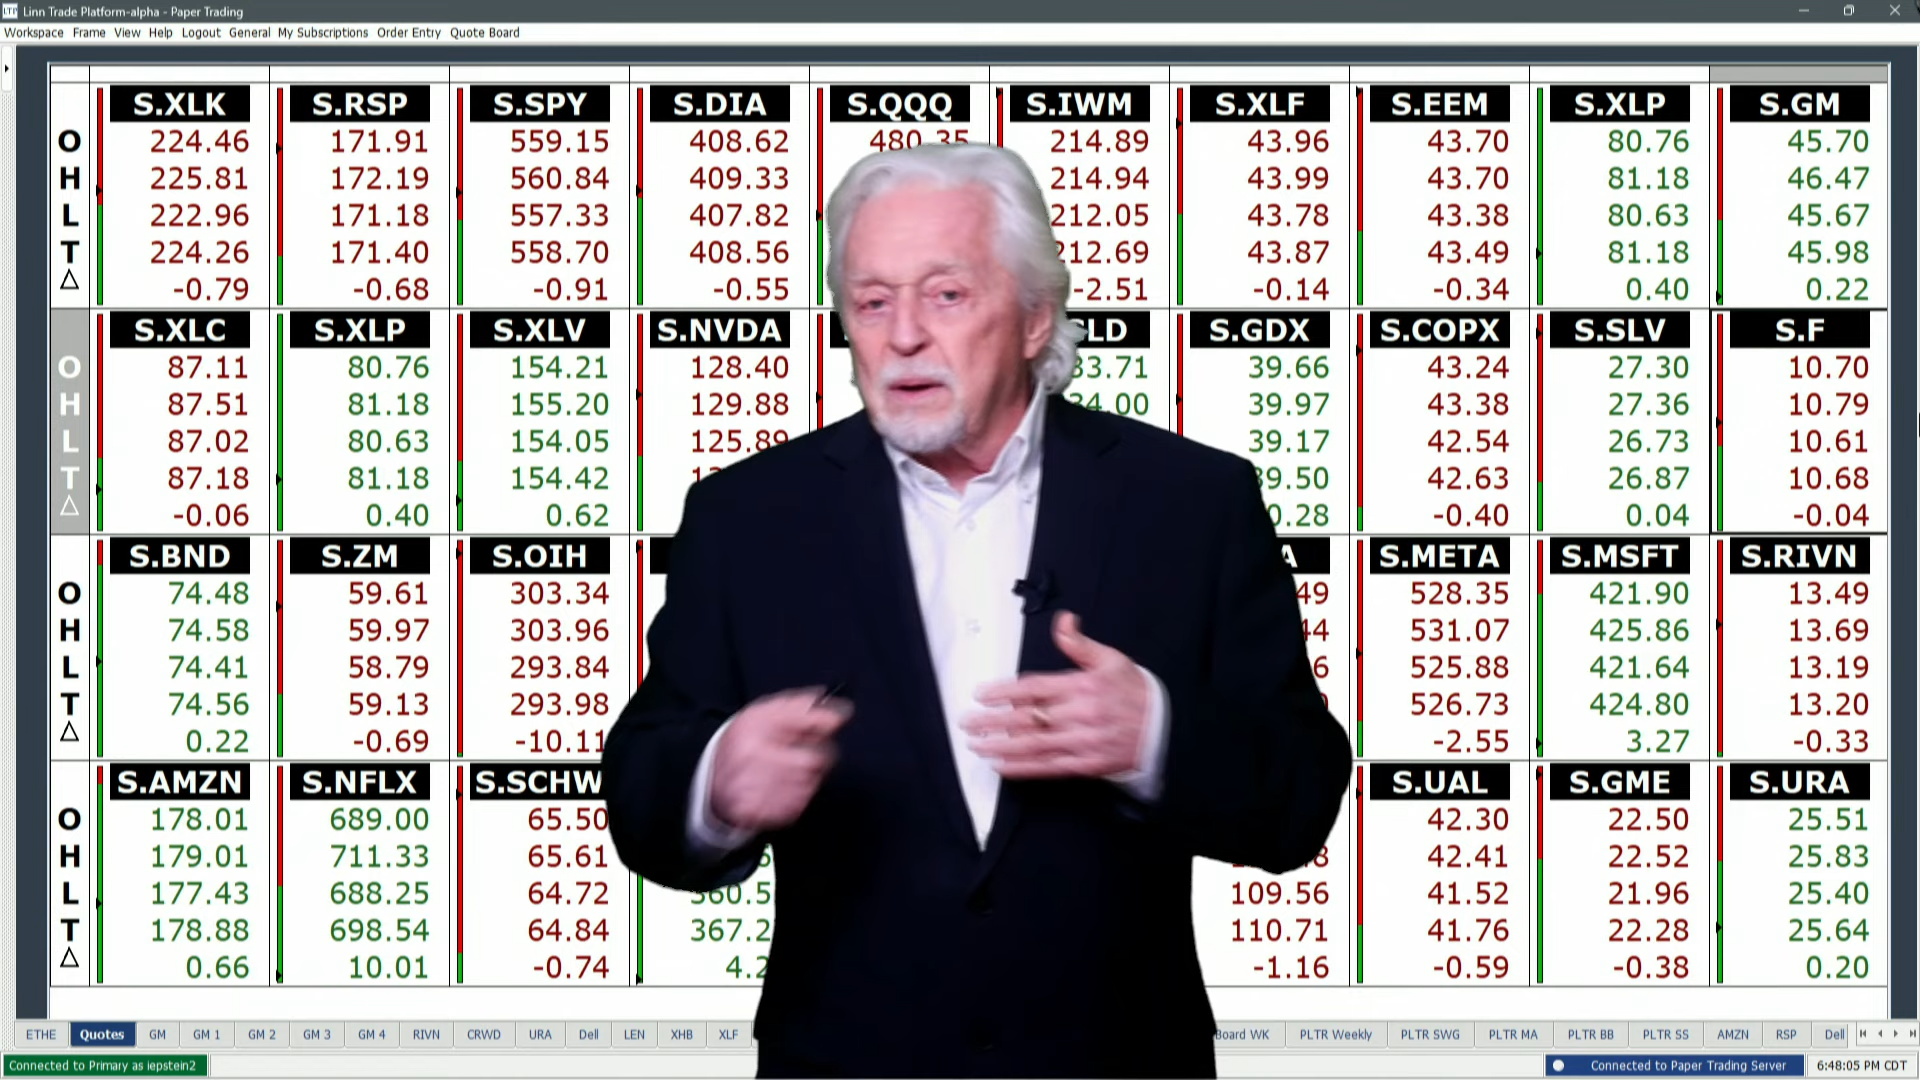 LTP Linn Trade Platform-alpha - Paper Trading
Workspace Frame View Help Logout General My Subscriptions Order Entry Quote Board
S.XLK S.RSP S.SPY S.DIA S.QQQ S.IWM S.XLF S.EEM S.XLP S.GM
O 224.46 171.91 559.15 408.62 480.35 214.89 43.96 43.70 80.76 45.70
H 225.81 172.19 560.84 409.33 214.94 43.99 43.70 81.18 46.47
L 222.96 171.18 557.33 407.82 212.05 43.78 43.38 80.63 45.67
T 224.26 171.40 558.70 408.56 212.69 43.87 43.49 81.18 45.98
△ -0.79 -0.68 -0.91 -0.55 -2.51 -0.14 -0.34 0.40 0.22
S.XLC S.XLP S.XLV S.NVDA S.GDX S.COPX S.SLV S.F
O 87.11 80.76 154.21 128.40 39.66 43.24 27.30 10.70
H 87.51 81.18 155.20 129.88 39.97 43.38 27.36 10.79
L 87.02 80.63 154.05 125.89 39.17 42.54 26.73 10.61
T 87.18 81.18 154.42 42.63 26.87 10.68
△ -0.06 0.40 0.62 -0.40 0.04 -0.04
S.BND S.ZM S.OIH S.META S.MSFT S.RIVN
O 74.48 59.61 303.34 528.35 421.90 13.49
H 74.58 59.97 303.96 531.07 425.86 13.69
L 74.41 58.79 293.84 525.88 421.64 13.19
T 74.56 59.13 293.98 526.73 424.80 13.20
△ 0.22 -0.69 -10.11 -2.55 3.27 -0.33
S.AMZN S.NFLX S.SCHW S.UAL S.GME S.URA
O 178.01 689.00 65.50 42.30 22.50 25.51
H 179.01 711.33 65.61 42.41 22.52 25.83
L 177.43 688.25 64.72 109.56 41.52 21.96 25.40
T 178.88 698.54 64.84 110.71 41.76 22.28 25.64
△ 0.66 10.01 -0.74 -1.16 -0.59 -0.38 0.20
ETHE Quotes GM GM 1 GM 2 GM 3 GM 4 RIVN CRWD URA Dell LEN XHB XLF Board WK PLTR Weekly PLTR SWG PLTR MA PLTR BB PLTR SS AMZN RSP Dell
Connected to Primary as iepstein2 Connected to Paper Trading Server 6:48:05 PM CDT